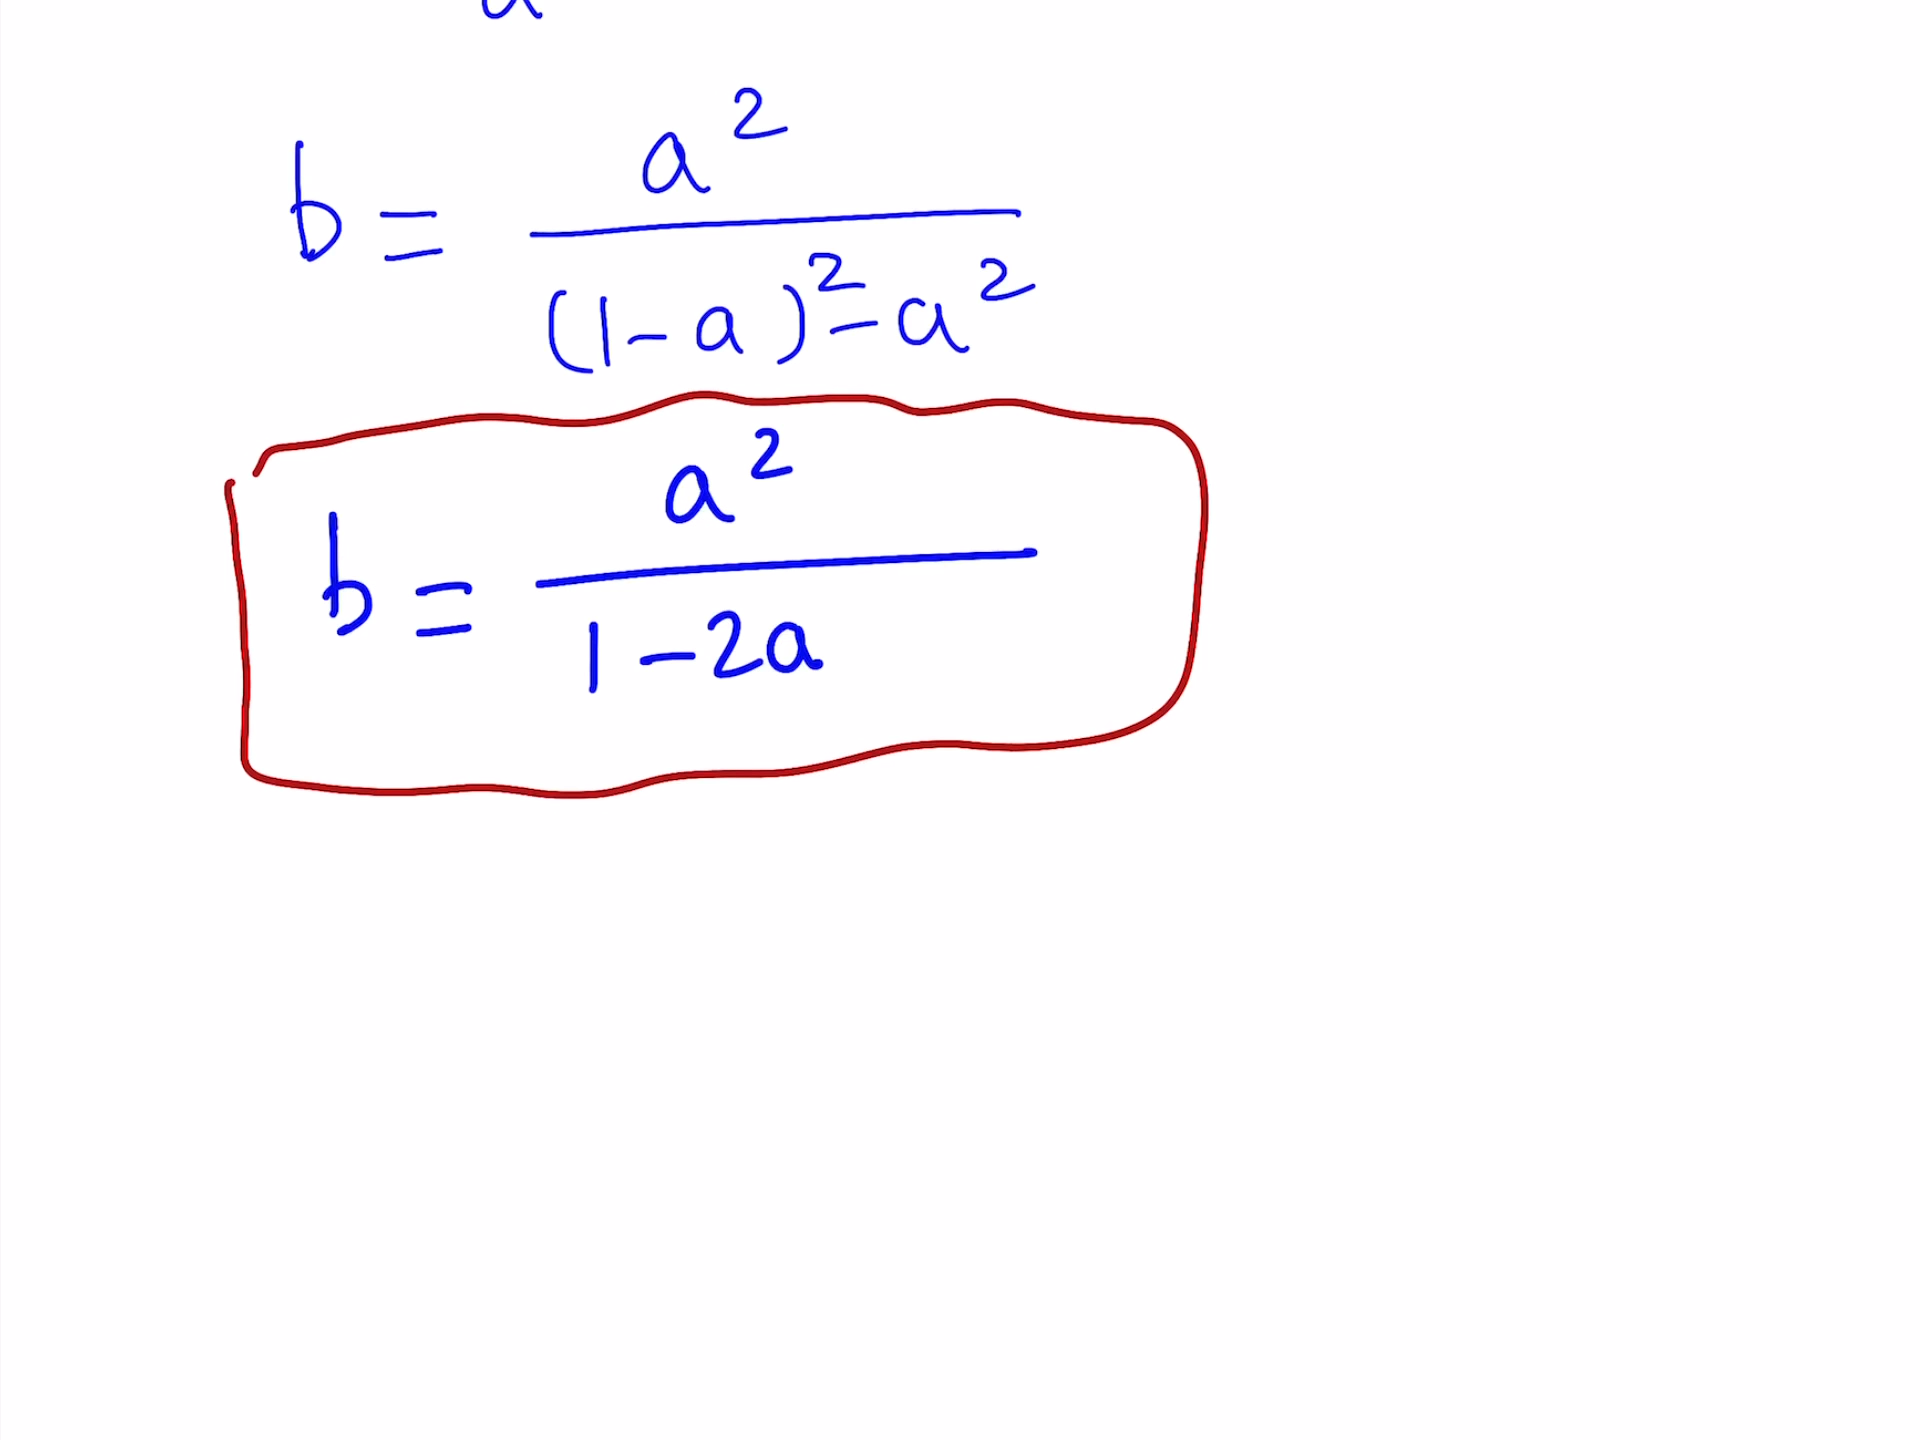 b = a² / ((1-a)² - a²)
b = a² / (1 - 2a)